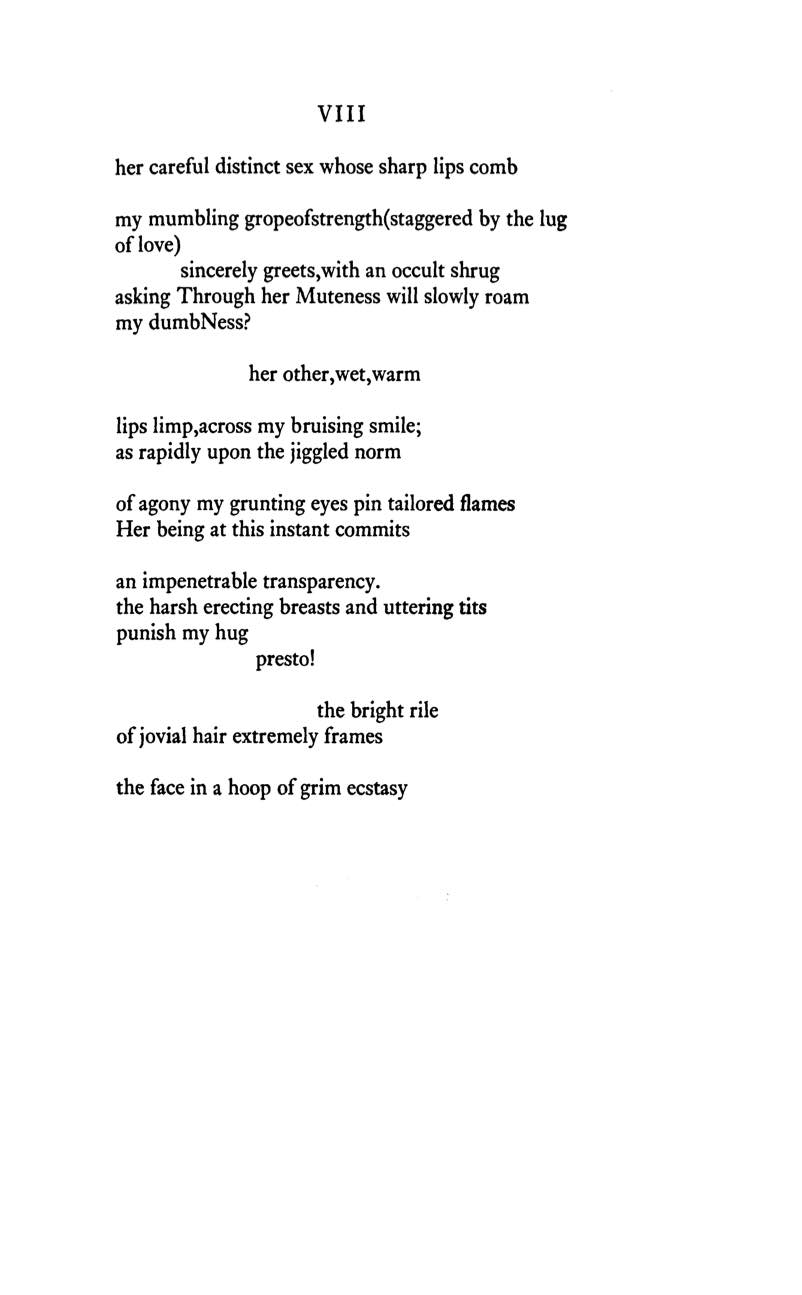 VIII
her careful distinct sex whose sharp lips comb
my mumbling gropeofstrength(staggered by the lug
of love)
sincerely greets,with an occult shrug
asking Through her Muteness will slowly roam
my dumbNess?
her other,wet,warm
lips limp,across my bruising smile;
as rapidly upon the jiggled norm
of agony my grunting eyes pin tailored flames
Her being at this instant commits
an impenetrable transparency.
the harsh erecting breasts and uttering tits
punish my hug
presto!
the bright rile
of jovial hair extremely frames
the face in a hoop of grim ecstasy